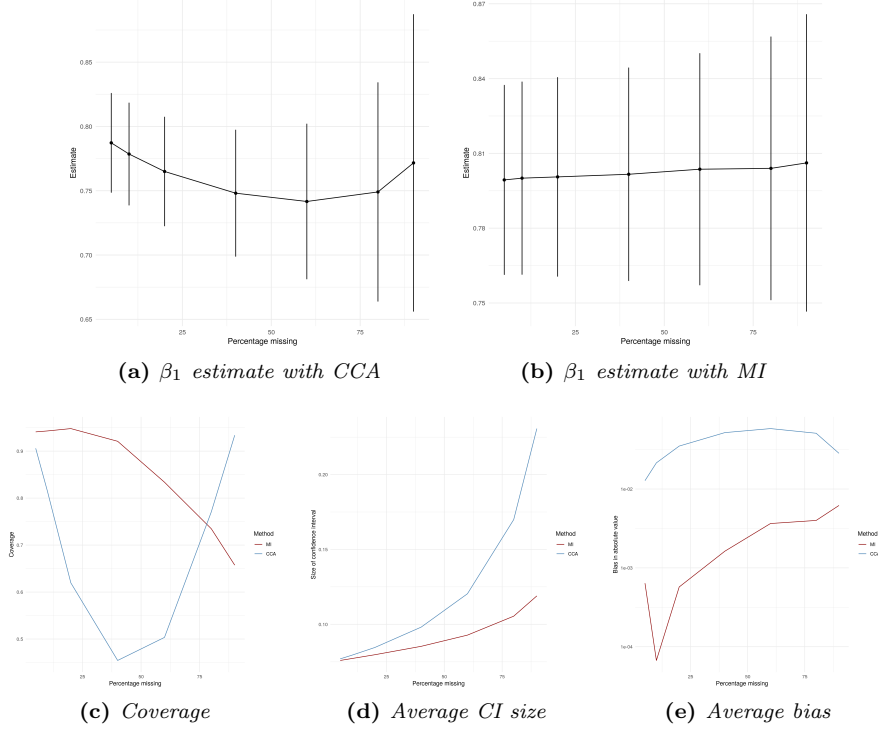 0.85
0.80
0.75
0.70
0.65
Estimate
25
50
75
Percentage missing
(a) β₁ estimate with CCA
0.87
0.84
0.81
0.78
0.75
Estimate
25
50
75
Percentage missing
(b) β₁ estimate with MI
0.9
0.8
0.7
0.6
0.5
Coverage
25
50
75
Percentage missing
Method
MI
CCA
(c) Coverage
0.20
0.15
0.10
Size of confidence interval
25
50
75
Percentage missing
Method
MI
CCA
(d) Average CI size
1e-02
1e-03
1e-04
Bias in absolute value
25
50
75
Percentage missing
Method
MI
CCA
(e) Average bias